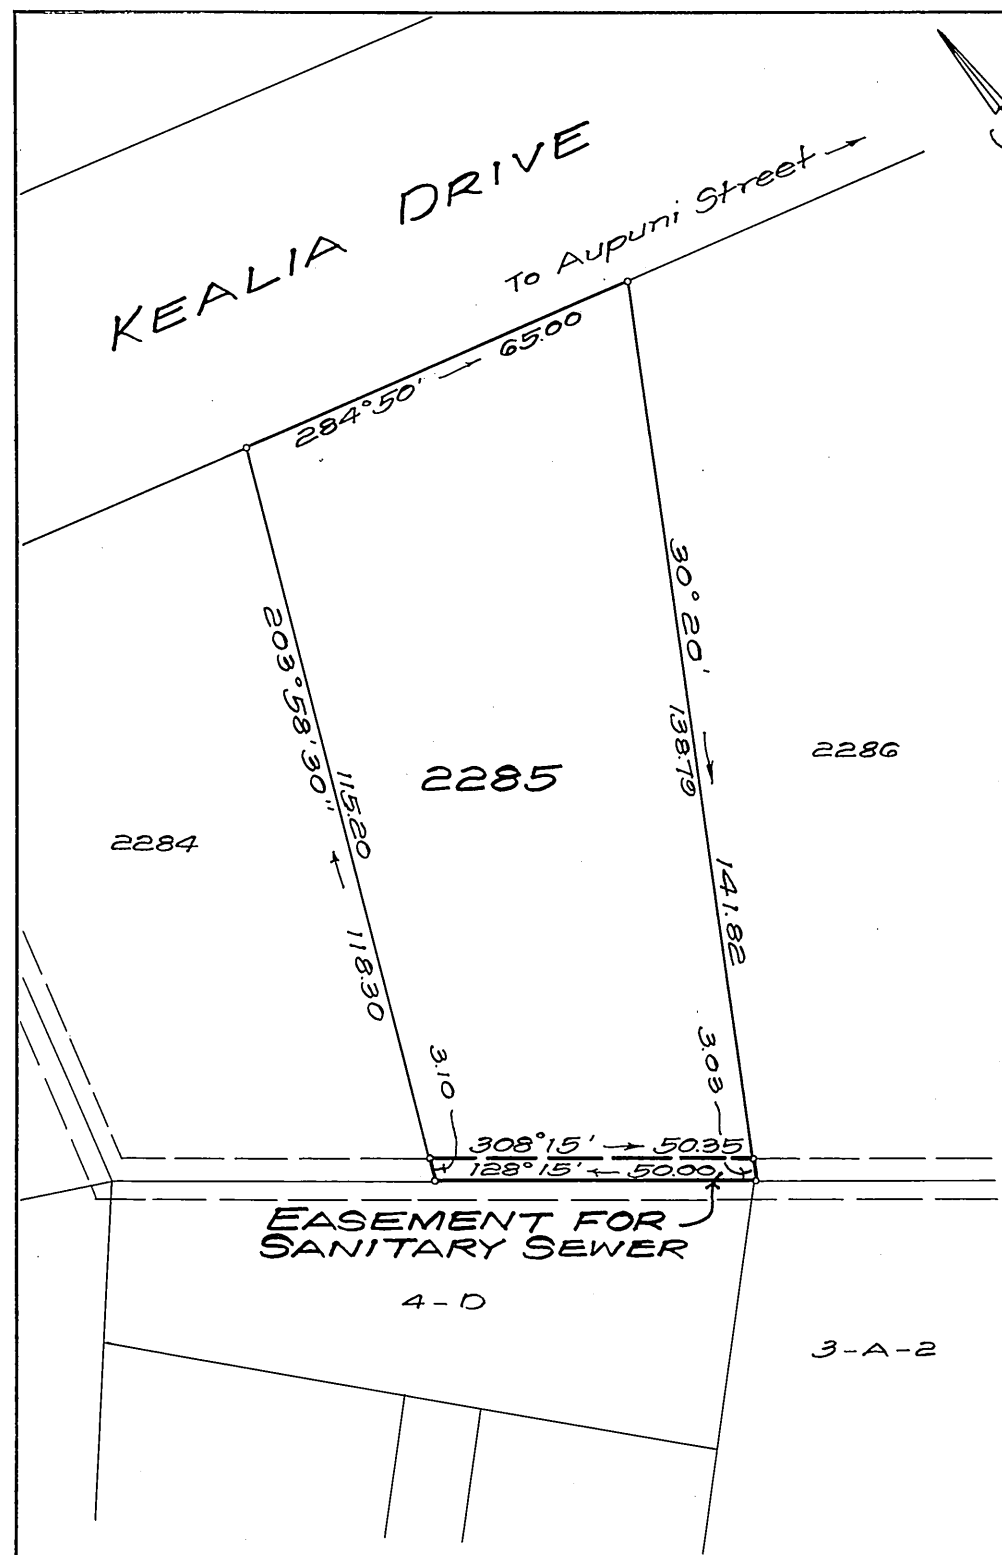 KEALIA DRIVE
To Aupuni Street
284°50' 65.00
30°20'
138.79
141.82
203°58'30"
115.20
118.30
2285
2286
2284
3.10
3.03
308°15' 50.35
128°15' 50.00
EASEMENT FOR
SANITARY SEWER
4-D
3-A-2